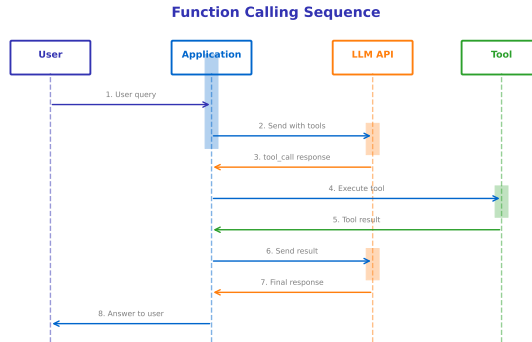 Function Calling Sequence
User
Application
LLM API
Tool
1. User query
2. Send with tools
3. tool_call response
4. Execute tool
5. Tool result
6. Send result
7. Final response
8. Answer to user